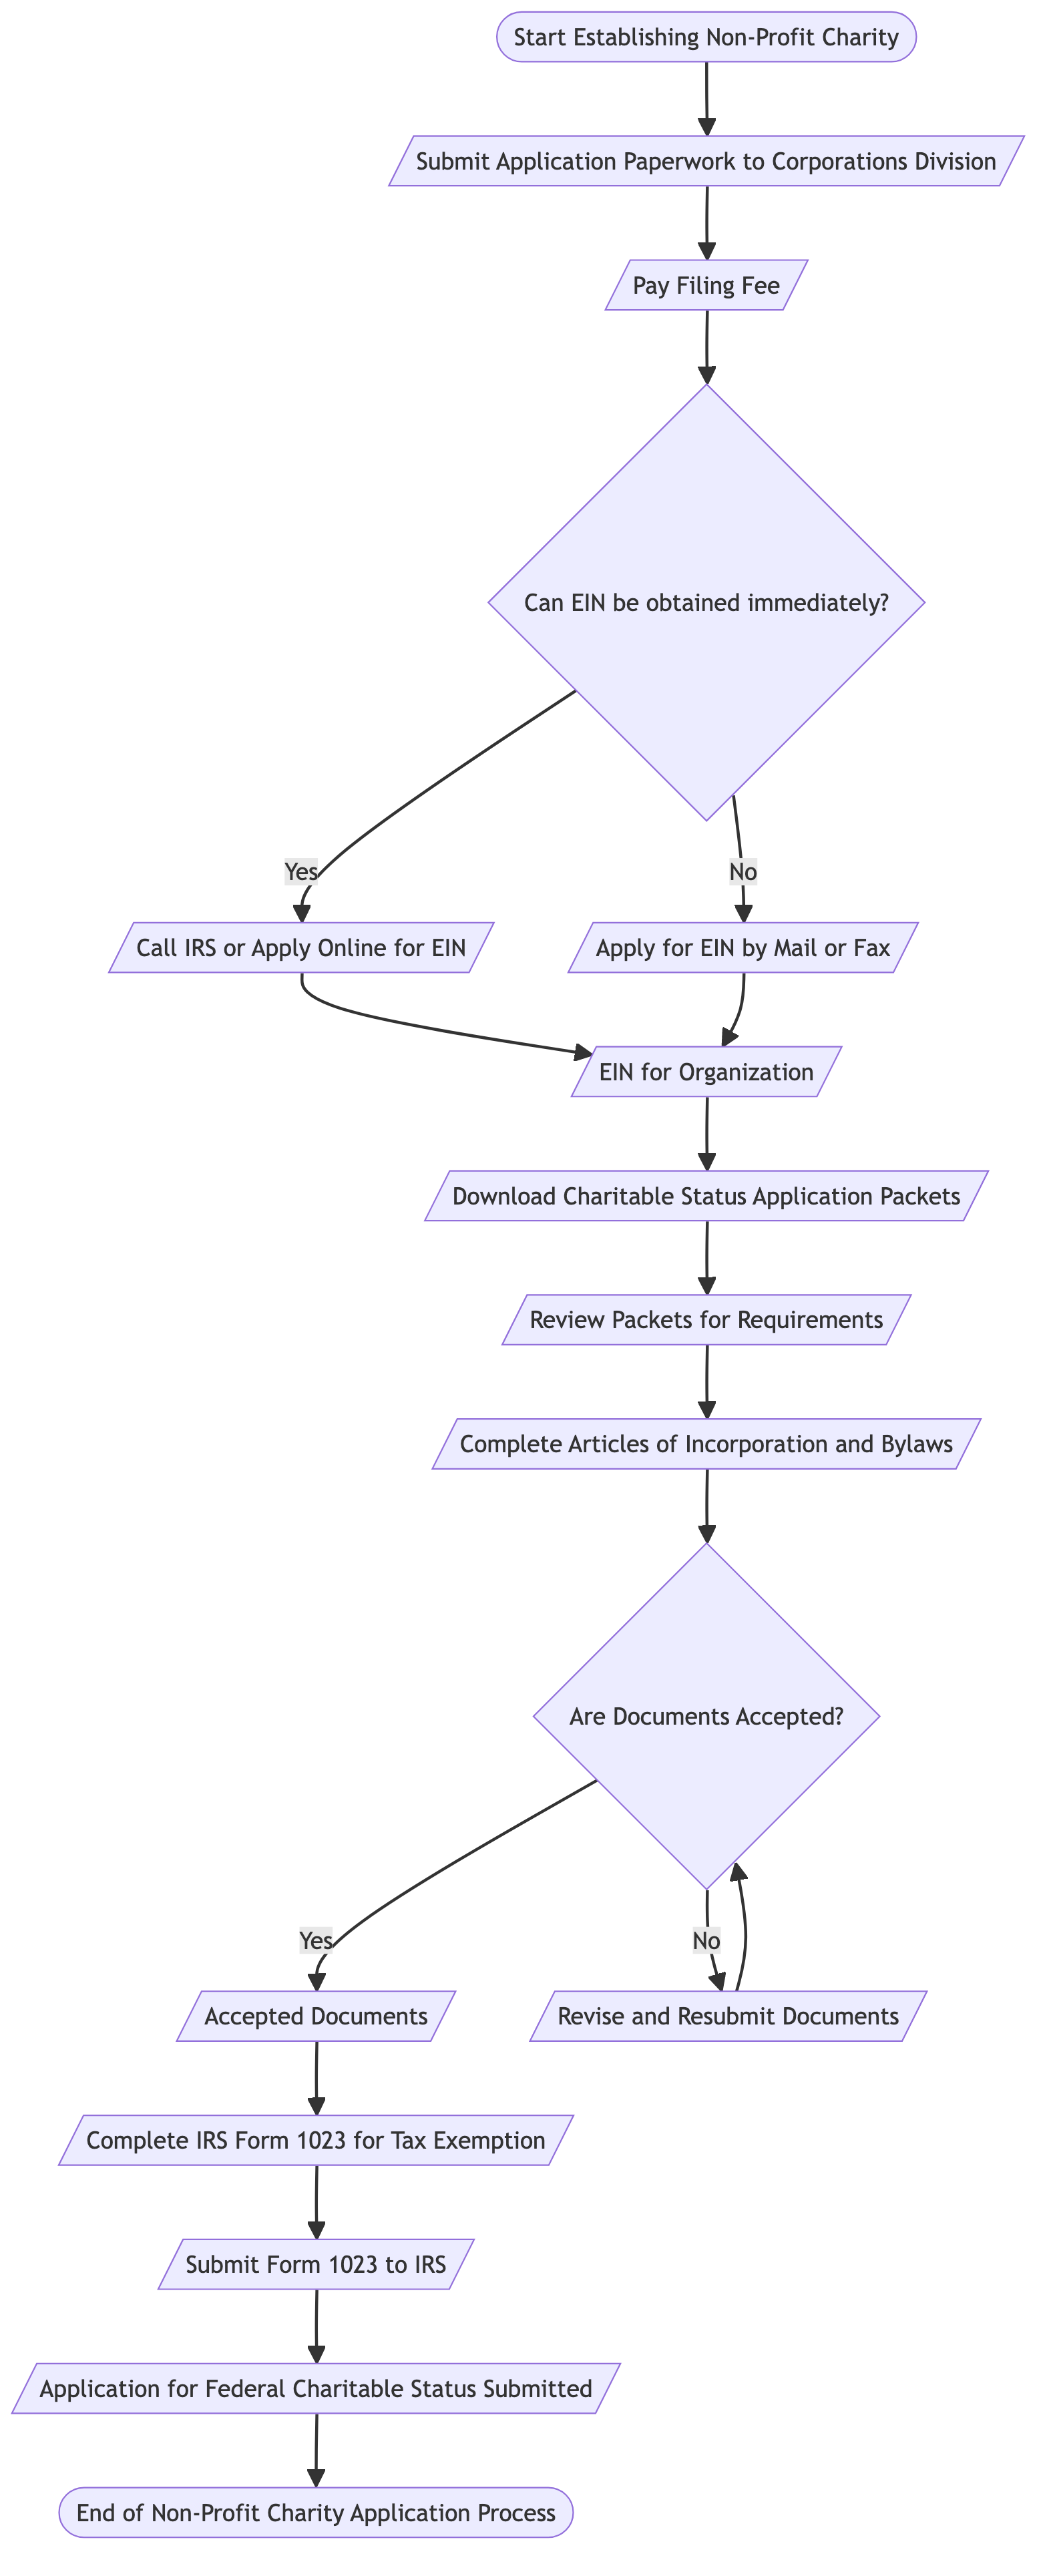 Start Establishing Non-Profit Charity
Submit Application Paperwork to Corporations Division
Pay Filing Fee
Can EIN be obtained immediately?
Yes
No
Call IRS or Apply Online for EIN
Apply for EIN by Mail or Fax
EIN for Organization
Download Charitable Status Application Packets
Review Packets for Requirements
Complete Articles of Incorporation and Bylaws
Are Documents Accepted?
Yes
No
Accepted Documents
Revise and Resubmit Documents
Complete IRS Form 1023 for Tax Exemption
Submit Form 1023 to IRS
Application for Federal Charitable Status Submitted
End of Non-Profit Charity Application Process